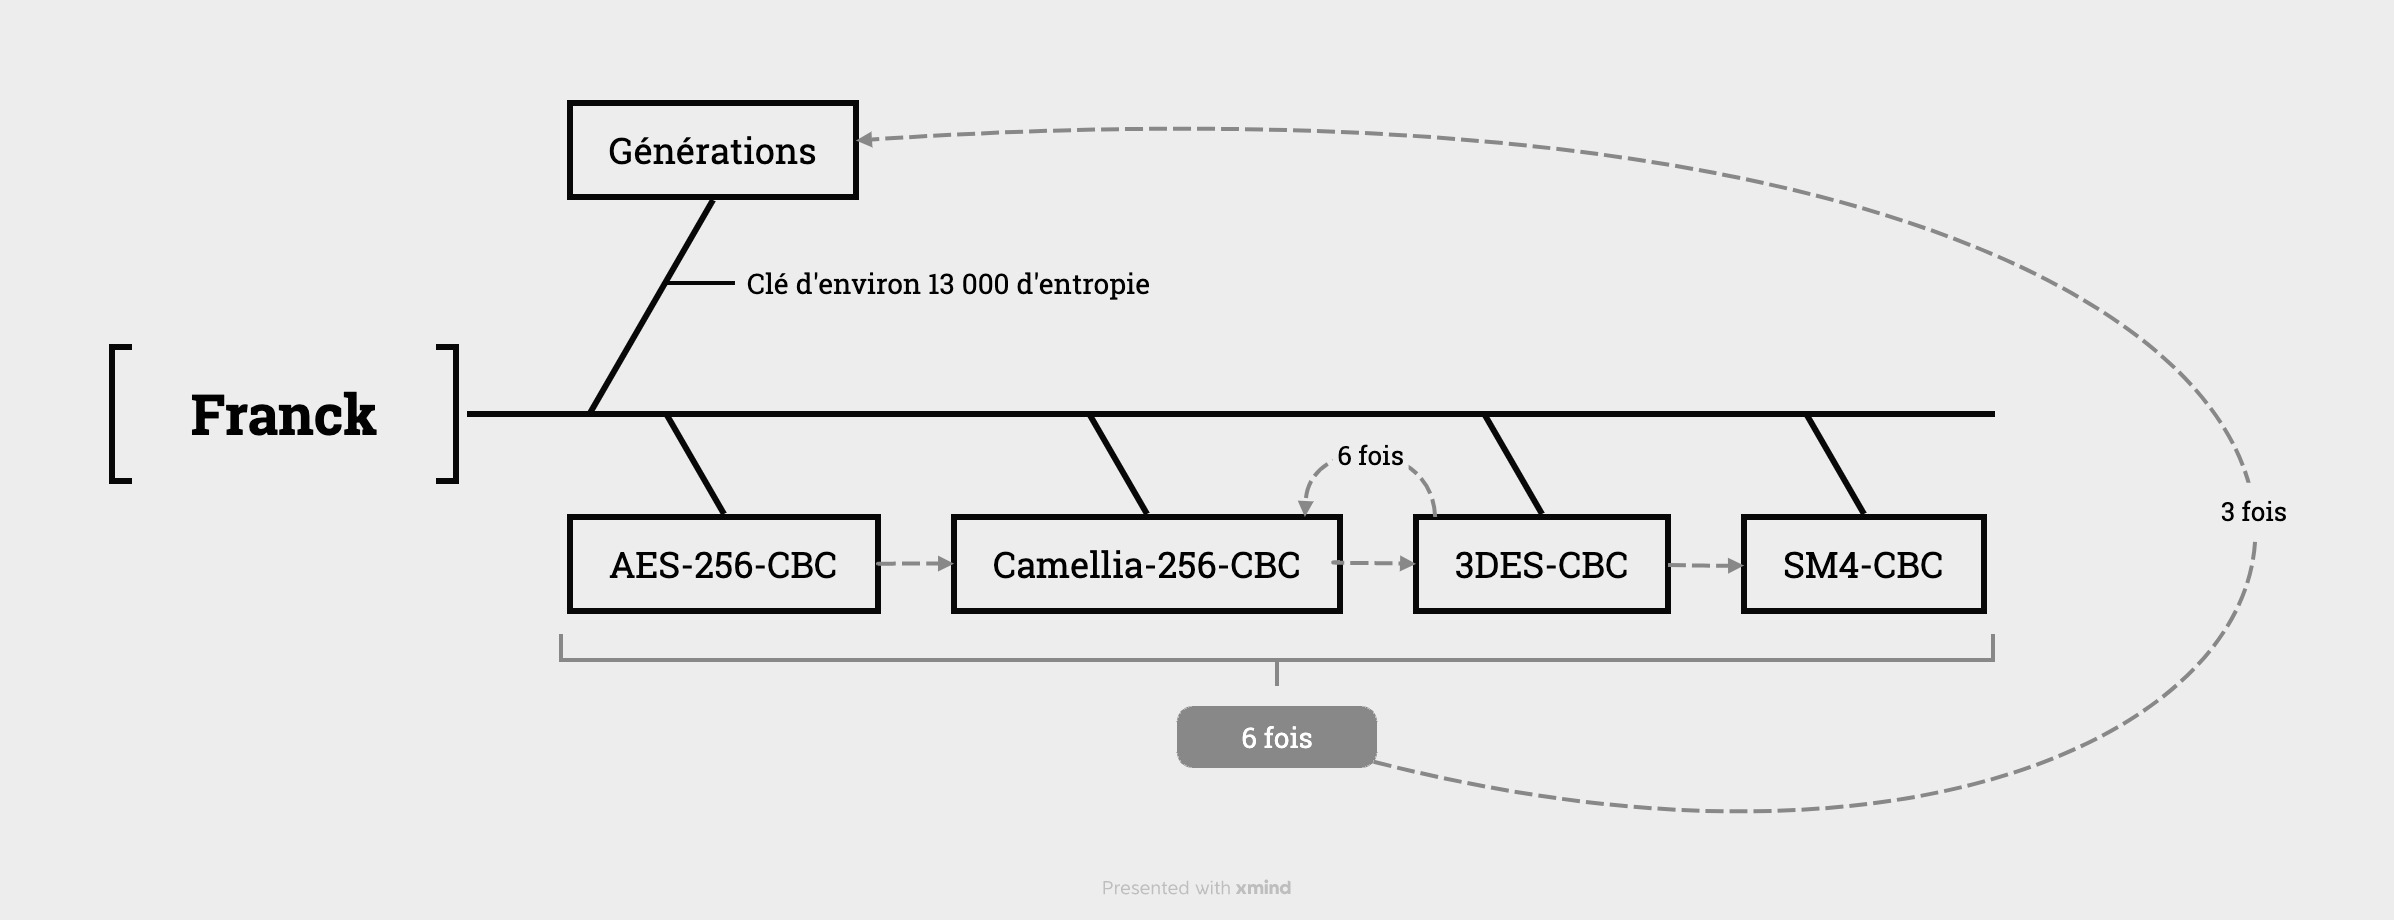 Générations
Clé d'environ 13 000 d'entropie
Franck
6 fois
3 fois
AES-256-CBC
Camellia-256-CBC
3DES-CBC
SM4-CBC
6 fois
Presented with xmind